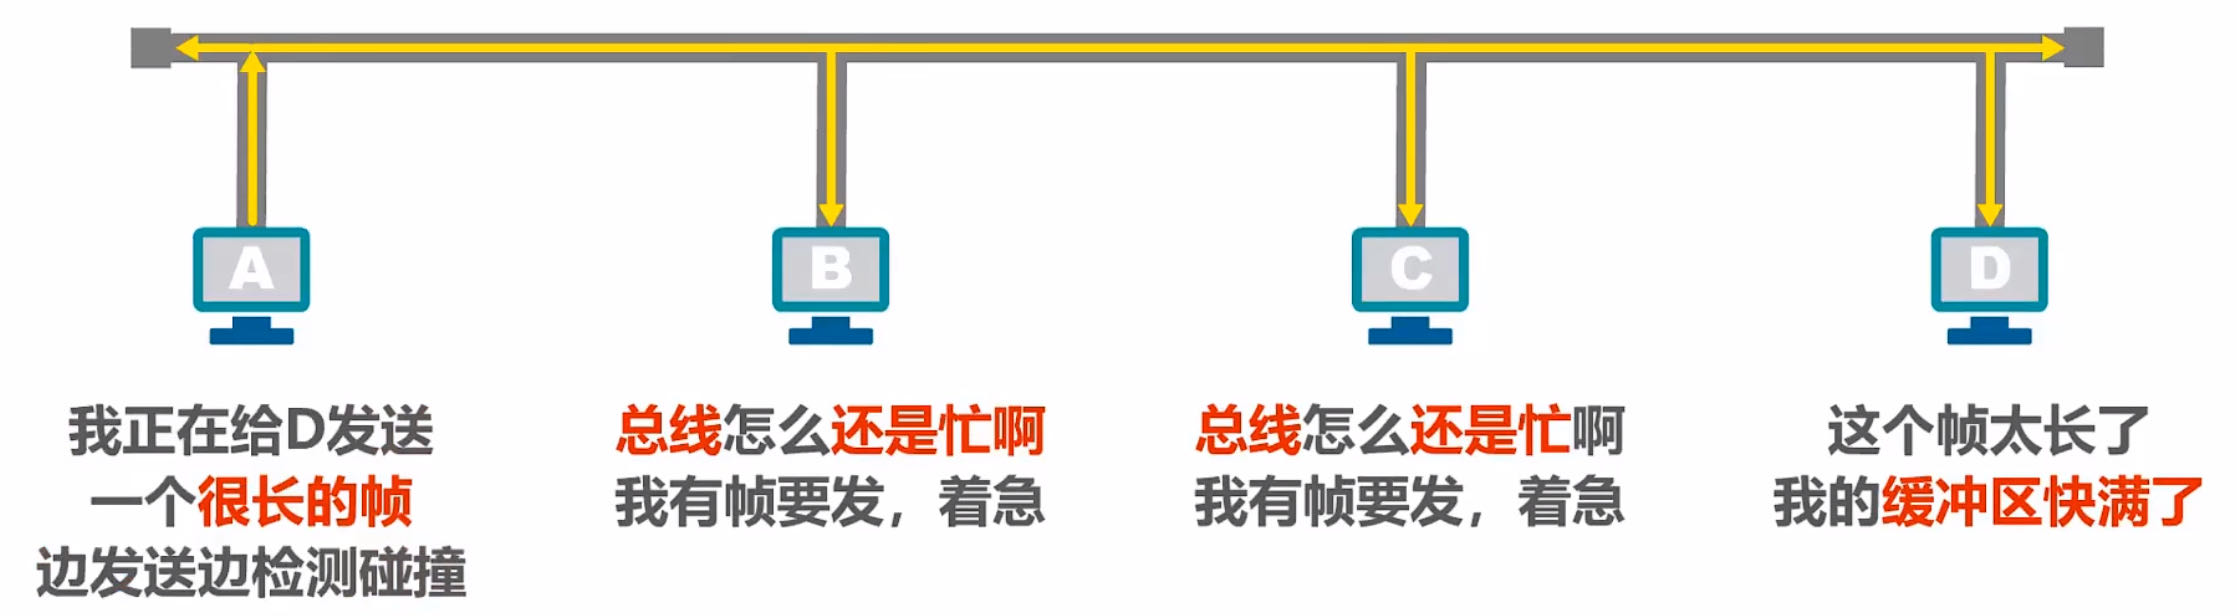 A
B
C
D
我正在给D发送
一个很长的帧
边发送边检测碰撞
总线怎么还是忙啊
我有帧要发，着急
总线怎么还是忙啊
我有帧要发，着急
这个帧太长了
我的缓冲区快满了